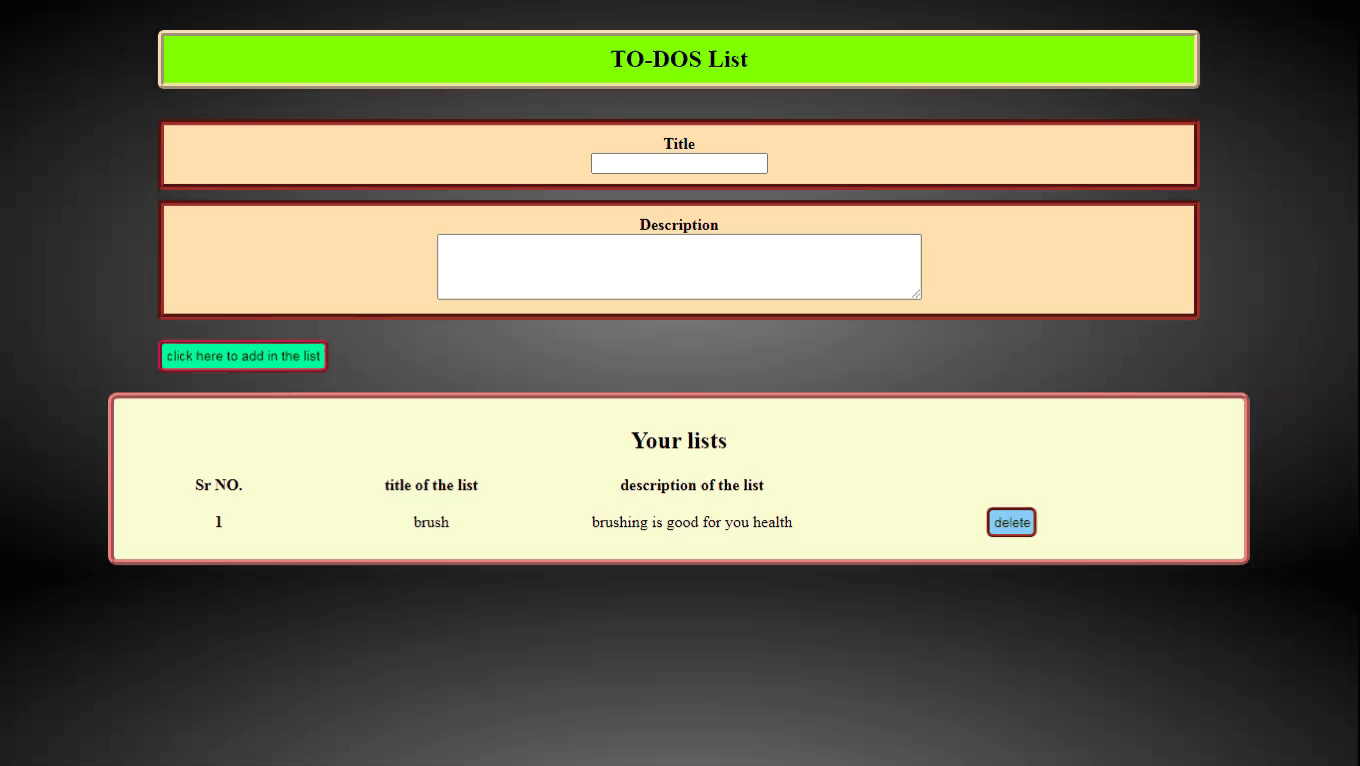 TO-DOS List
Title
Description
click here to add in the list
Your lists
Sr NO. title of the list description of the list
1 brush brushing is good for you health delete